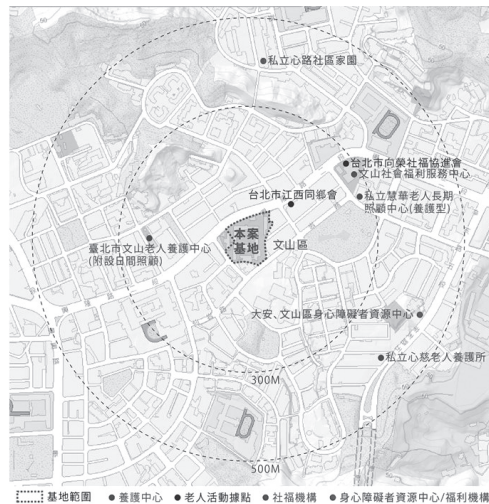 私立心路社區家園
台北市向榮社福協進會
文山社會福利服務中心
台北市江西同鄉會
私立慧華老人長期
照顧中心(養護型)
本案
基地
文山區
臺北市文山老人養護中心
(附設日間照顧)
大安、文山區身心障礙者資源中心
私立心慈老人養護所
300M
500M
基地範圍
養護中心
老人活動據點
社福機構
身心障礙者資源中心/福利機構